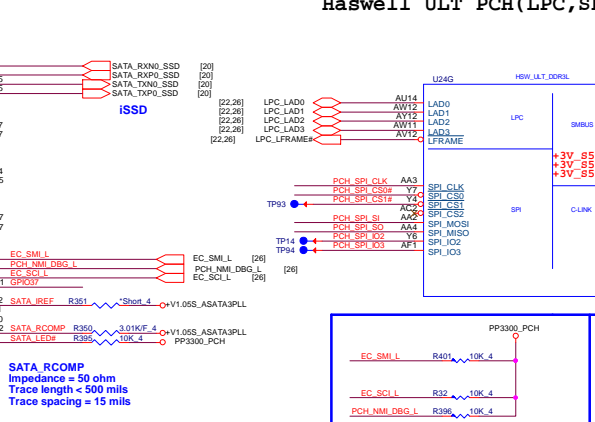 Haswell ULT PCH(LPC,SP
SATA_RXN0_SSD [20]
SATA_RXP0_SSD [20]
SATA_TXN0_SSD [20]
SATA_TXP0_SSD [20]
iSSD
[22,26] LPC_LAD0 AU14 LAD0
[22,26] LPC_LAD1 AW12 LAD1
[22,26] LPC_LAD2 AY12 LAD2
[22,26] LPC_LAD3 AW11 LAD3
[22,26] LPC_LFRAME# AV12 LFRAME
U24G HSW_ULT_DDR3L
LPC SMBUS
+3V_S5
+3V_S5
+3V_S5
PCH_SPI_CLK AA3 SPI_CLK
PCH_SPI_CS0# Y7 SPI_CS0
TP93 PCH_SPI_CS1# Y4 SPI_CS1
AC2 SPI_CS2
PCH_SPI_SI AA2 SPI_MOSI
PCH_SPI_SO AA4 SPI_MISO
TP14 PCH_SPI_IO2 Y6 SPI_IO2
TP94 PCH_SPI_IO3 AF1 SPI_IO3
SPI C-LINK
EC_SMI_L EC_SMI_L [26]
PCH_NMI_DBG_L PCH_NMI_DBG_L [26]
EC_SCI_L EC_SCI_L [26]
GPIO37
SATA_IREF R351 *Short_4 +V1.05S_ASATA3PLL
SATA_RCOMP R350 3.01K/F_4 +V1.05S_ASATA3PLL
SATA_LED# R395 10K_4 PP3300_PCH
SATA_RCOMP
Impedance = 50 ohm
Trace length < 500 mils
Trace spacing = 15 mils
PP3300_PCH
EC_SMI_L R401 10K_4
EC_SCI_L R32 10K_4
PCH_NMI_DBG_L R396 10K_4